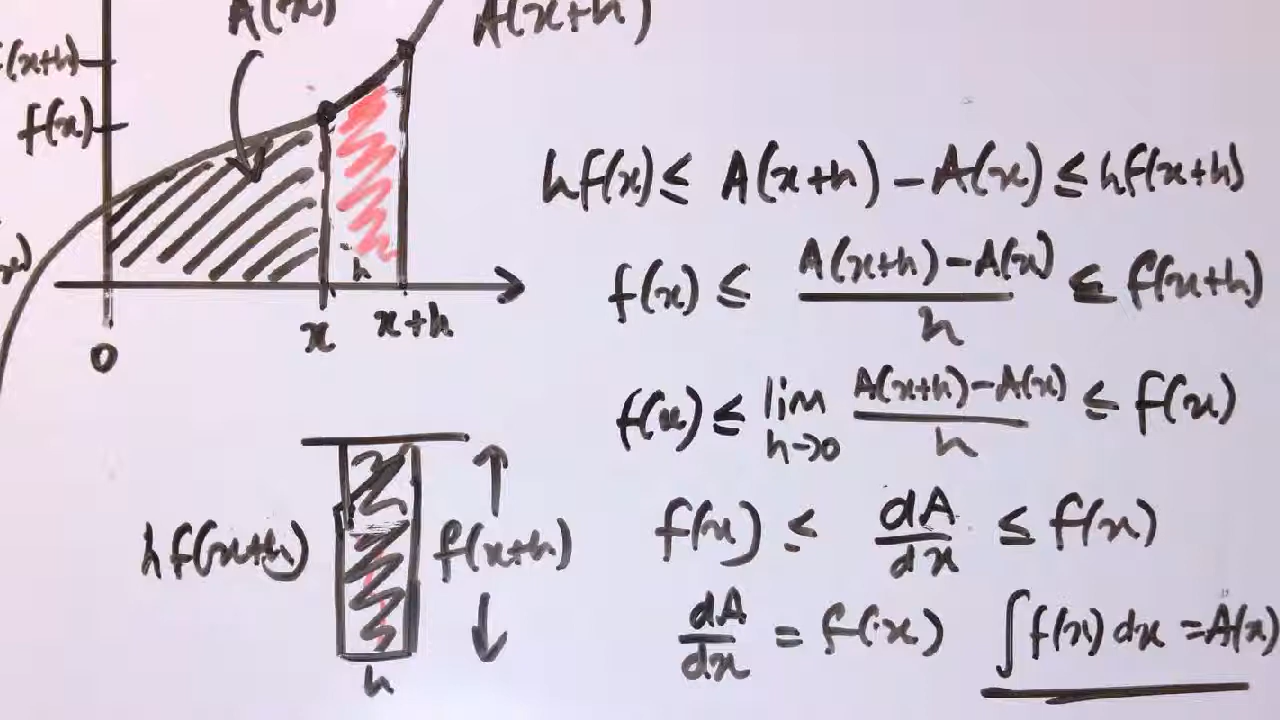 A(x)
A(x+h)
f(x+h)
f(x)
h
x
x+h
0
hf(x) ≤ A(x+h) – A(x) ≤ hf(x+h)
f(x) ≤ A(x+h) – A(x) / h ≤ f(x+h)
f(x) ≤ lim h→0 A(x+h) – A(x) / h ≤ f(x)
f(x) ≤ dA/dx ≤ f(x)
dA/dx = f(x)
∫f(x) dx = A(x)
hf(x+h)
f(x+h)
h